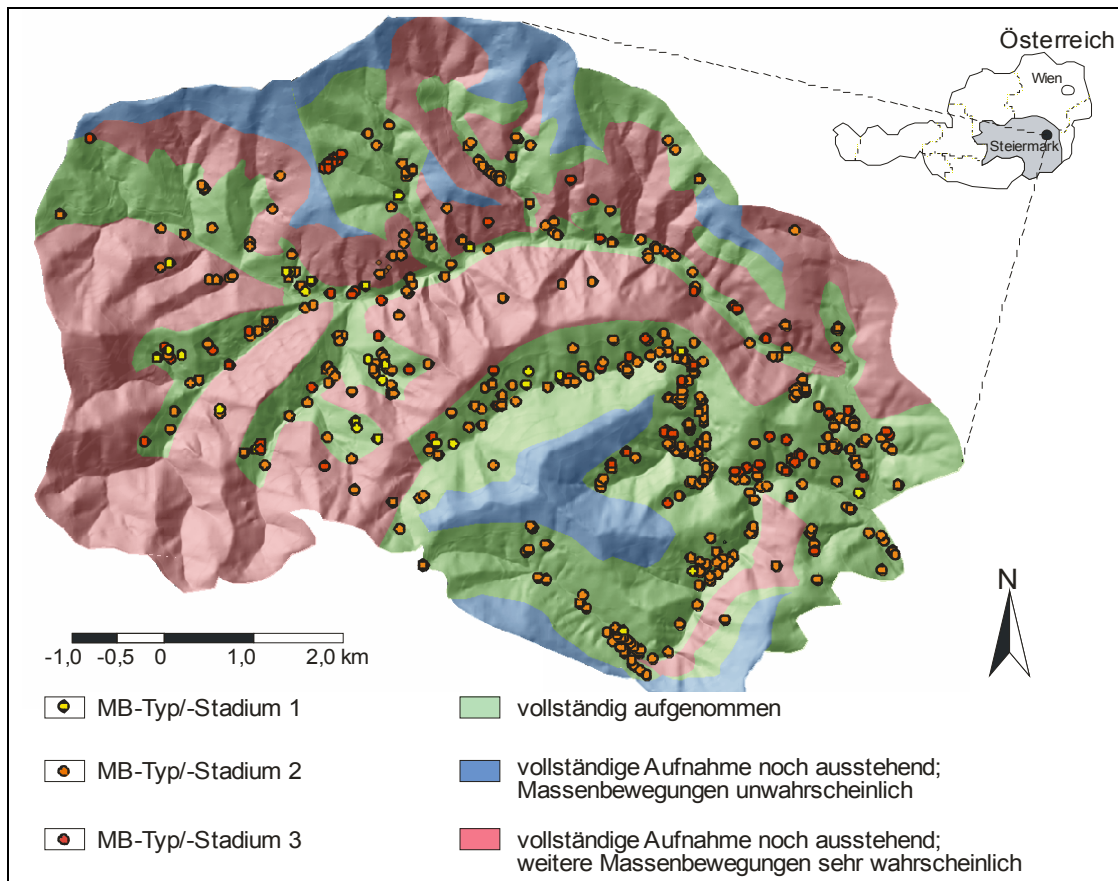 Österreich
Wien
Steiermark
N
-1,0 -0,5 0 1,0 2,0 km
MB-Typ/-Stadium 1
vollständig aufgenommen
MB-Typ/-Stadium 2
vollständige Aufnahme noch ausstehend;
Massenbewegungen unwahrscheinlich
MB-Typ/-Stadium 3
vollständige Aufnahme noch ausstehend;
weitere Massenbewegungen sehr wahrscheinlich